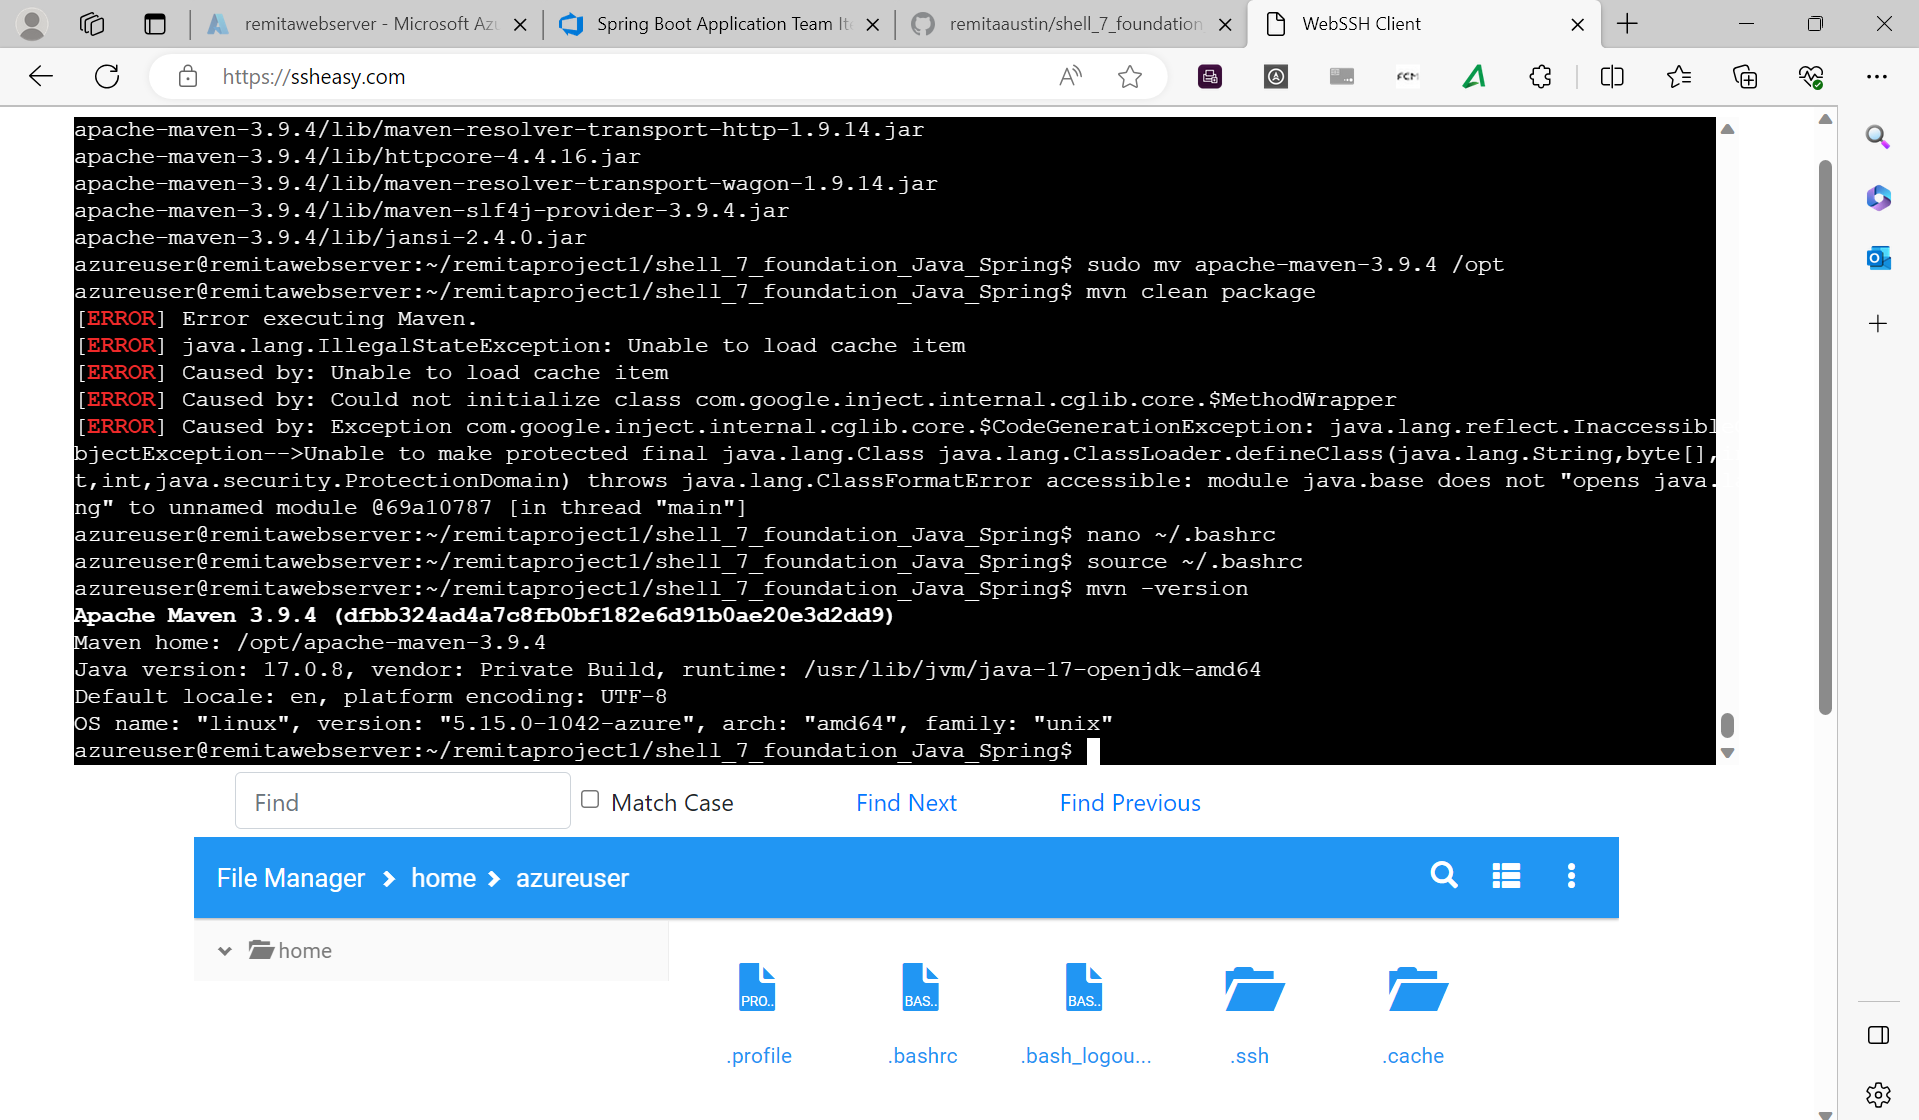 remitawebserver - Microsoft Azu
Spring Boot Application Team Ite
remitaaustin/shell_7_foundation
WebSSH Client
https://ssheasy.com
FCM
apache-maven-3.9.4/lib/maven-resolver-transport-http-1.9.14.jar
apache-maven-3.9.4/lib/httpcore-4.4.16.jar
apache-maven-3.9.4/lib/maven-resolver-transport-wagon-1.9.14.jar
apache-maven-3.9.4/lib/maven-slf4j-provider-3.9.4.jar
apache-maven-3.9.4/lib/jansi-2.4.0.jar
azureuser@remitawebserver:~/remitaproject1/shell_7_foundation_Java_Spring$ sudo mv apache-maven-3.9.4 /opt
azureuser@remitawebserver:~/remitaproject1/shell_7_foundation_Java_Spring$ mvn clean package
[ERROR] Error executing Maven.
[ERROR] java.lang.IllegalStateException: Unable to load cache item
[ERROR] Caused by: Unable to load cache item
[ERROR] Caused by: Could not initialize class com.google.inject.internal.cglib.core.$MethodWrapper
[ERROR] Caused by: Exception com.google.inject.internal.cglib.core.$CodeGenerationException: java.lang.reflect.Inaccessibl
bjectException-->Unable to make protected final java.lang.Class java.lang.ClassLoader.defineClass(java.lang.String,byte[],
t,int,java.security.ProtectionDomain) throws java.lang.ClassFormatError accessible: module java.base does not "opens java.
ng" to unnamed module @69a10787 [in thread "main"]
azureuser@remitawebserver:~/remitaproject1/shell_7_foundation_Java_Spring$ nano ~/.bashrc
azureuser@remitawebserver:~/remitaproject1/shell_7_foundation_Java_Spring$ source ~/.bashrc
azureuser@remitawebserver:~/remitaproject1/shell_7_foundation_Java_Spring$ mvn -version
Apache Maven 3.9.4 (dfbb324ad4a7c8fb0bf182e6d91b0ae20e3d2dd9)
Maven home: /opt/apache-maven-3.9.4
Java version: 17.0.8, vendor: Private Build, runtime: /usr/lib/jvm/java-17-openjdk-amd64
Default locale: en, platform encoding: UTF-8
OS name: "linux", version: "5.15.0-1042-azure", arch: "amd64", family: "unix"
azureuser@remitawebserver:~/remitaproject1/shell_7_foundation_Java_Spring$
Find
Match Case
Find Next
Find Previous
File Manager > home > azureuser
home
PRO..
BAS..
BAS..
.profile
.bashrc
.bash_logou...
.ssh
.cache